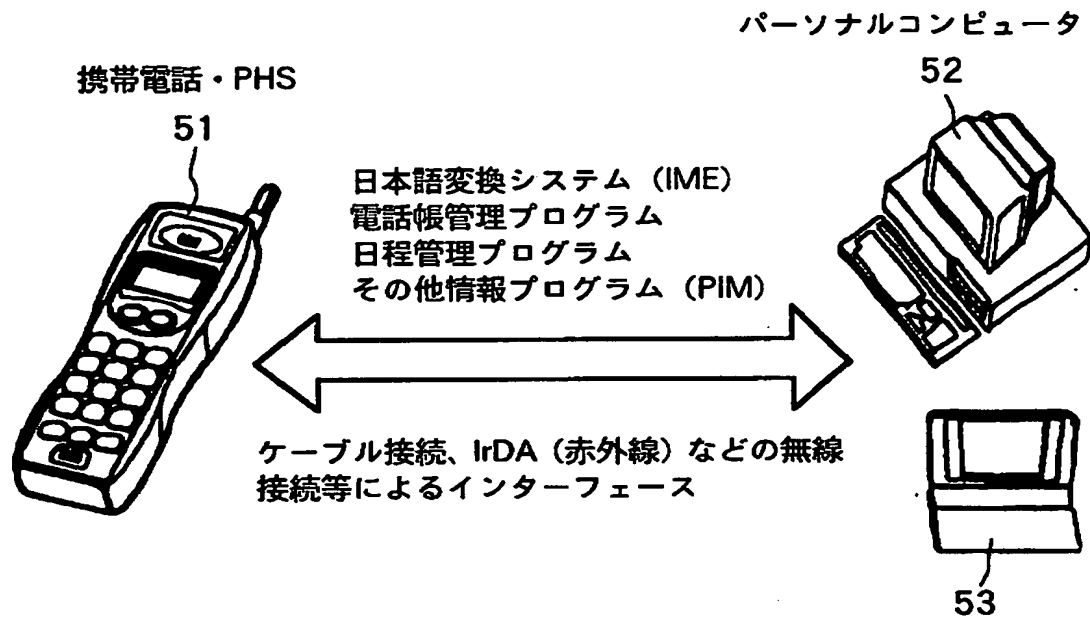 パーソナルコンピュータ
52
携帯電話・PHS
51
日本語変換システム（IME）
電話帳管理プログラム
日程管理プログラム
その他情報プログラム（PIM）
ケーブル接続、IrDA（赤外線）などの無線
接続等によるインターフェース
53